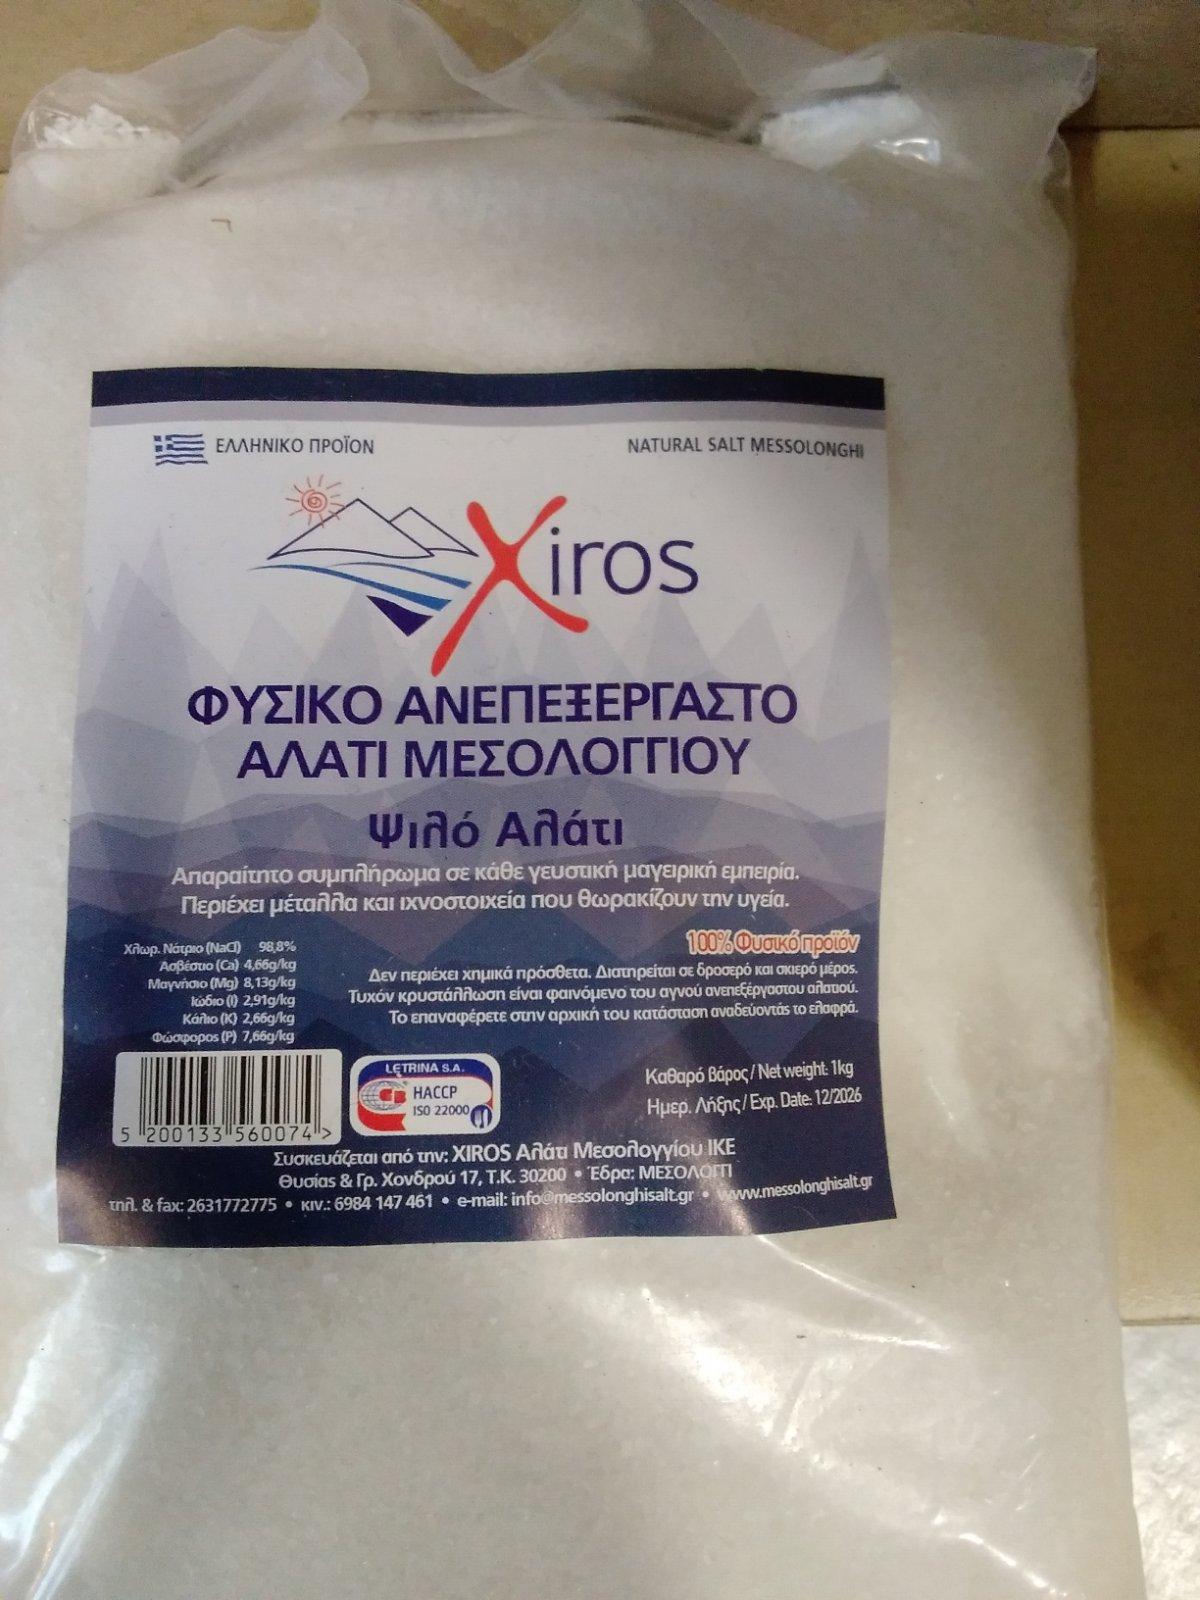 ΕΛΛΗΝΙΚΟ ΠΡΟΪΟΝ
NATURAL SALT MESSOLONGHI
Xiros
ΦΥΣΙΚΟ ΑΝΕΠΕΞΕΡΓΑΣΤΟ
ΑΛΑΤΙ ΜΕΣΟΛΟΓΓΙΟΥ
Ψιλό Αλάτι
Απαραίτητο συμπλήρωμα σε κάθε γευστική μαγειρική εμπειρία.
Περιέχει μέταλλα και ιχνοστοιχεία που θωρακίζουν την υγεία.
Χλωρ. Νάτριο (NaCl) 98,8%
Ασβέστιο (Ca) 4,66g/kg
Μαγνήσιο (Mg) 8,13g/kg
Ιώδιο (I) 2,91g/kg
Κάλιο (K) 2,66g/kg
Φώσφορος (P) 7,66g/kg
100% Φυσικό προϊόν
Δεν περιέχει χημικά πρόσθετα. Διατηρείται σε δροσερό και σκιερό μέρος.
Τυχόν κρυστάλλωση είναι φαινόμενο του αγνού ανεπεξέργαστου αλατιού.
Το επαναφέρετε στην αρχική του κατάσταση αναδεύοντάς το ελαφρά.
5 200133 560074 >
LETRINA S.A.
HACCP
ISO 22000
Καθαρό βάρος / Net weight: 1kg
Ημερ. Λήξης / Exp. Date: 12/2026
Συσκευάζεται από την: XIROS Αλάτι Μεσολογγίου ΙΚΕ
Θυσίας & Γρ. Χονδρού 17, Τ.Κ. 30200 • Έδρα: ΜΕΣΟΛΟΓΓΙ
τηλ. & fax: 2631772775 • κιν.: 6984 147 461 • e-mail: info@messolonghisalt.gr • www.messolonghisalt.gr